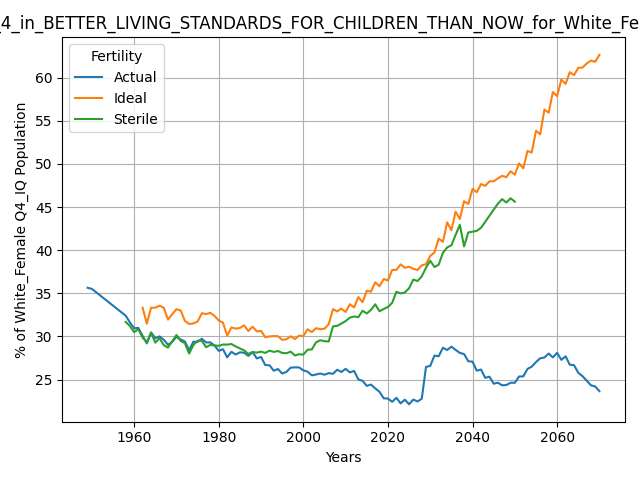 _4_in_BETTER_LIVING_STANDARDS_FOR_CHILDREN_THAN_NOW_for_White_Fe
Fertility
Actual
Ideal
Sterile
% of White_Female Q4_IQ Population
60
55
50
45
40
35
30
25
1960 1980 2000 2020 2040 2060
Years